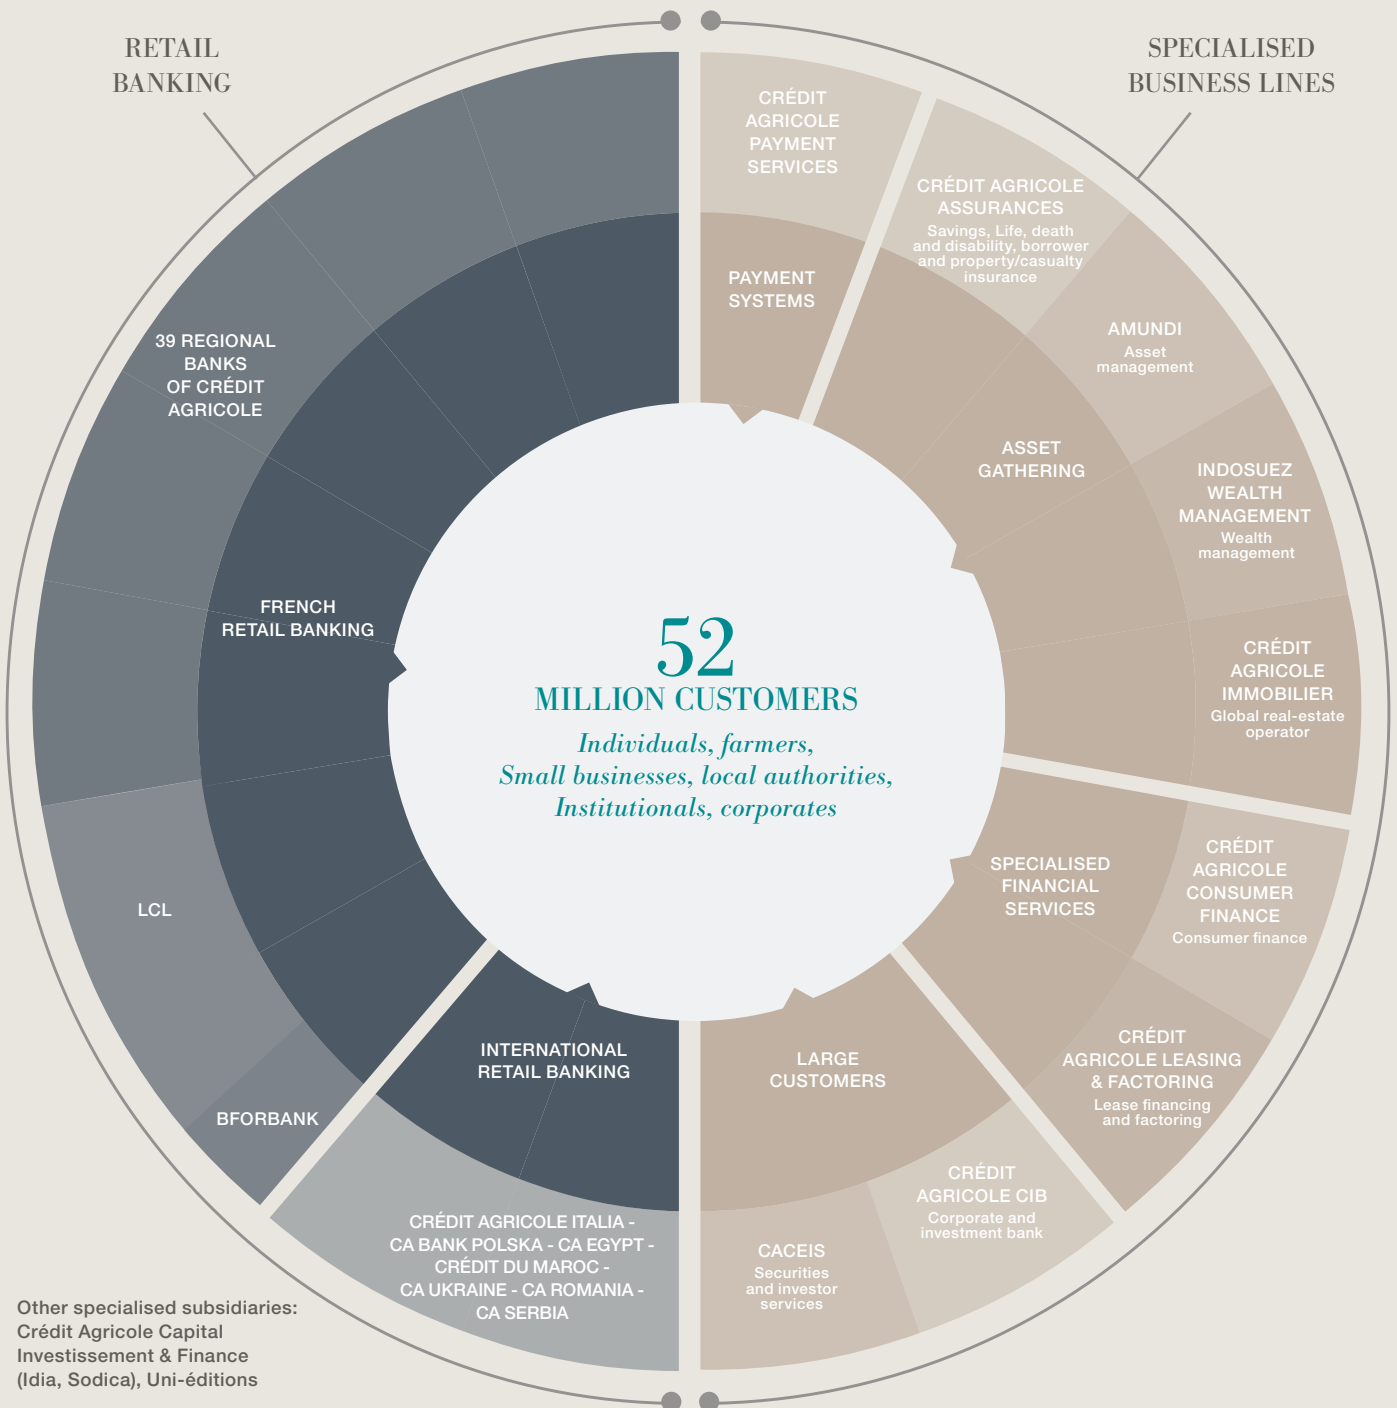 RETAIL
BANKING
SPECIALISED
BUSINESS LINES
CRÉDIT
AGRICOLE
PAYMENT
SERVICES
PAYMENT
SYSTEMS
CRÉDIT AGRICOLE
ASSURANCES
Savings, Life, death
and disability, borrower
and property/casualty
insurance
AMUNDI
Asset
management
ASSET
GATHERING
INDOSUEZ
WEALTH
MANAGEMENT
Wealth
management
CRÉDIT
AGRICOLE
IMMOBILIER
Global real-estate
operator
39 REGIONAL
BANKS
OF CRÉDIT
AGRICOLE
FRENCH
RETAIL BANKING
52
MILLION CUSTOMERS
Individuals, farmers,
Small businesses, local authorities,
Institutionals, corporates
SPECIALISED
FINANCIAL
SERVICES
CRÉDIT
AGRICOLE
CONSUMER
FINANCE
Consumer finance
CRÉDIT
AGRICOLE LEASING
& FACTORING
Lease financing
and factoring
LCL
BFORBANK
INTERNATIONAL
RETAIL BANKING
LARGE
CUSTOMERS
CRÉDIT
AGRICOLE CIB
Corporate and
investment bank
CACEIS
Securities
and investor
services
CRÉDIT AGRICOLE ITALIA -
CA BANK POLSKA - CA EGYPT -
CRÉDIT DU MAROC -
CA UKRAINE - CA ROMANIA -
CA SERBIA
Other specialised subsidiaries:
Crédit Agricole Capital
Investissement & Finance
(Idia, Sodica), Uni-éditions